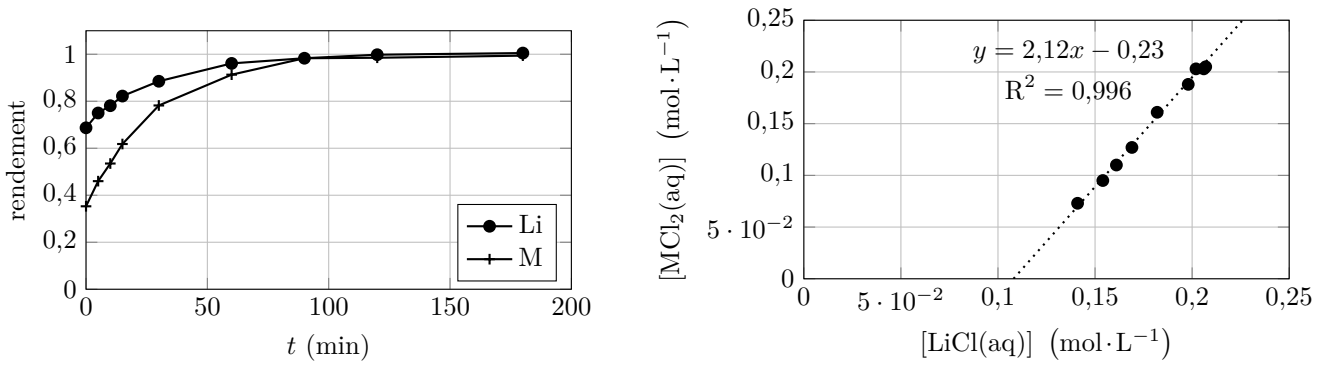 rendement
1
0,8
0,6
0,4
0,2
0
0 50 100 150 200
t (min)
Li
M
[MCl₂(aq)] (mol·L⁻¹)
0,25
0,2
0,15
0,1
5·10⁻²
0
0 5·10⁻² 0,1 0,15 0,2 0,25
[LiCl(aq)] (mol·L⁻¹)
y = 2,12x − 0,23
R² = 0,996